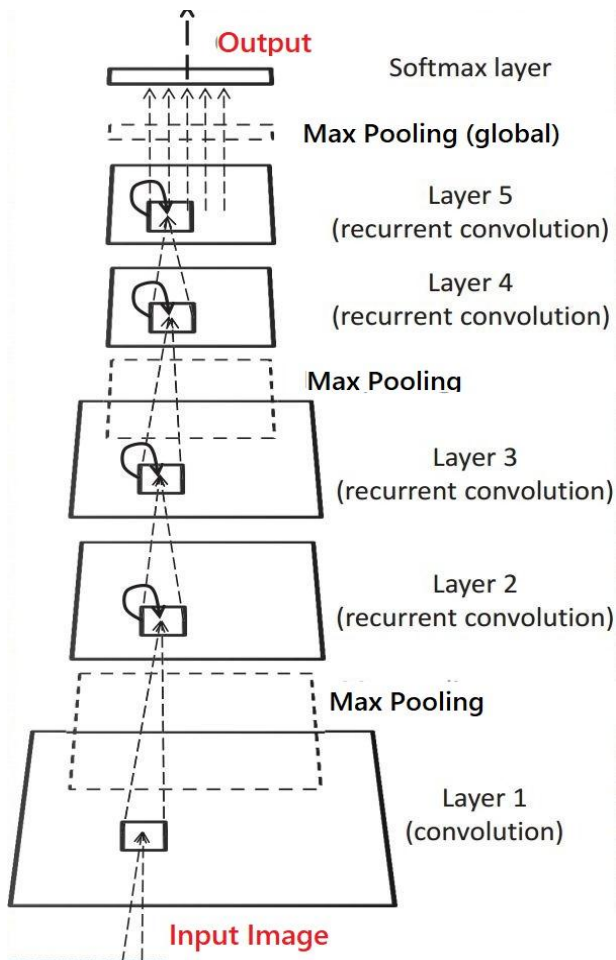 Output
Softmax layer
Max Pooling (global)
Layer 5
(recurrent convolution)
Layer 4
(recurrent convolution)
Max Pooling
Layer 3
(recurrent convolution)
Layer 2
(recurrent convolution)
Max Pooling
Layer 1
(convolution)
Input Image